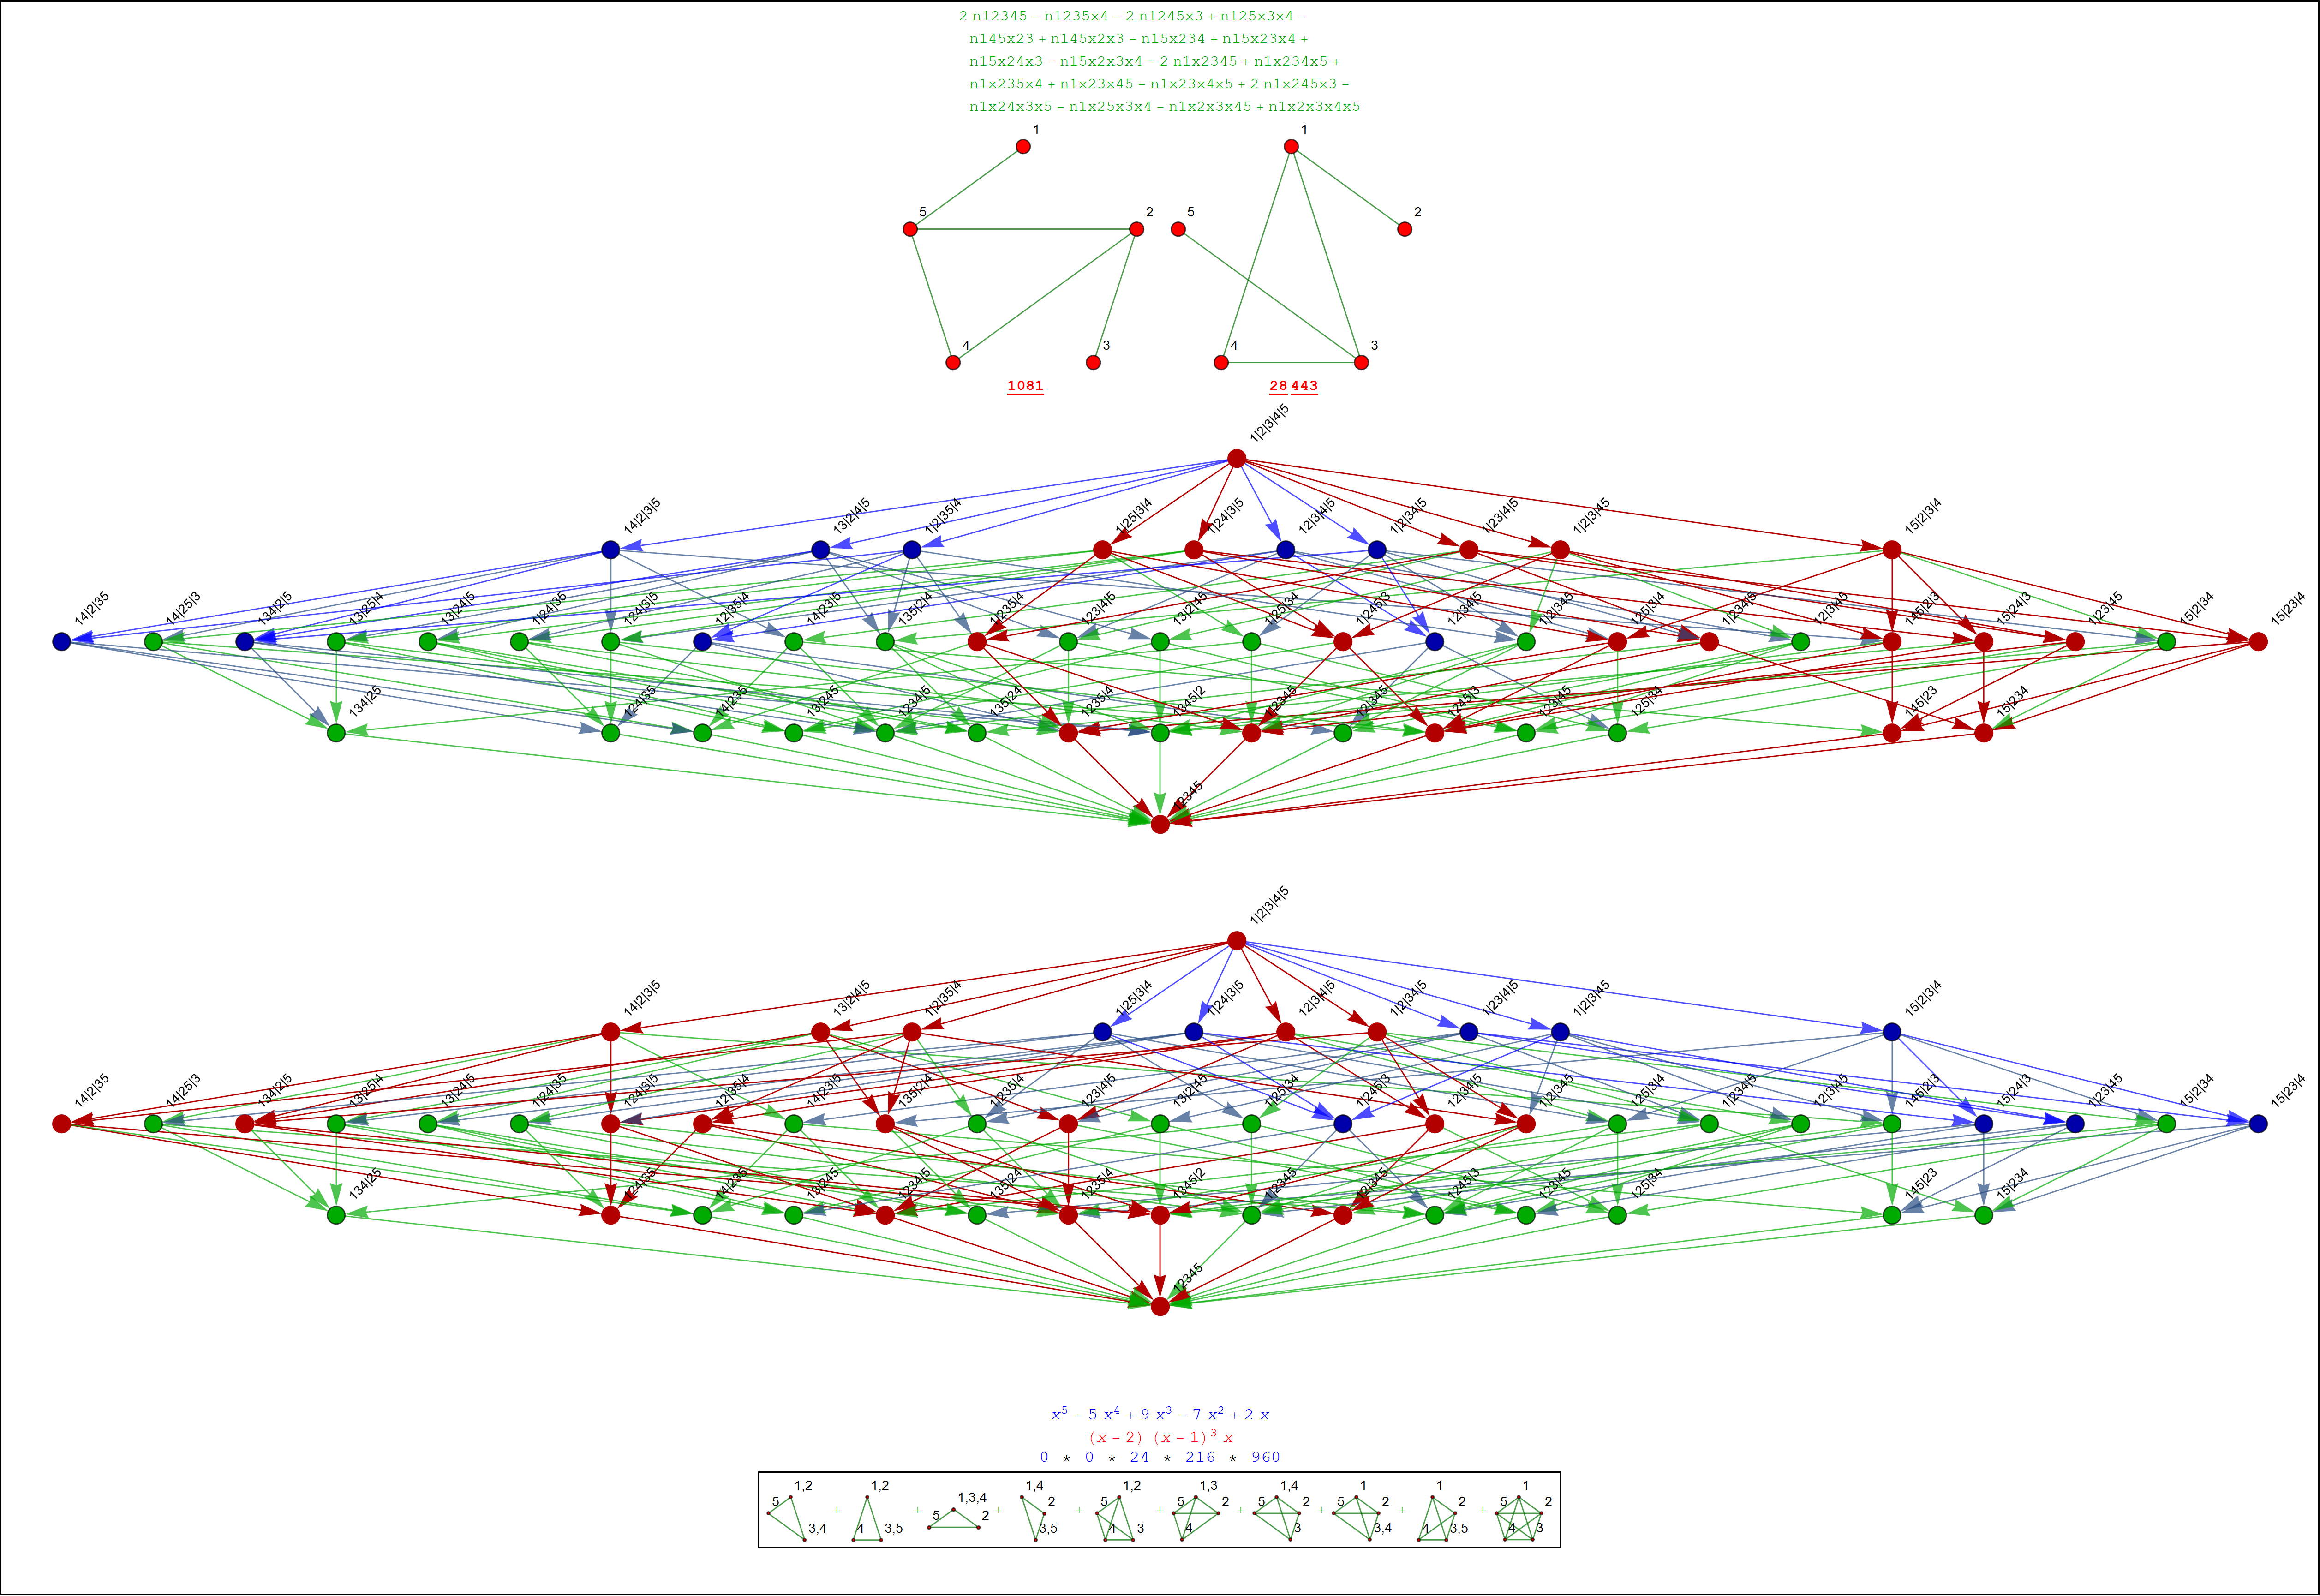 2 n12345 − n1235x4 − 2 n1245x3 + n125x3x4 −
n145x23 + n145x2x3 − n15x234 + n15x23x4 +
n15x24x3 − n15x2x3x4 − 2 n1x2345 + n1x234x5 +
n1x235x4 + n1x23x45 − n1x23x4x5 + 2 n1x245x3 −
n1x24x3x5 − n1x25x3x4 − n1x2x3x45 + n1x2x3x4x5
1 1
5 2 5 2
4 3 4 3
1081 28 443
1|2|3|4|5
14|2|3|5 13|2|4|5 1|2|35|4 1|25|3|4 1|24|3|5 12|3|4|5 1|2|34|5 1|23|4|5 1|2|3|45 15|2|3|4
14|2|35 14|25|3 134|2|5 13|25|4 13|24|5 1|24|35 124|3|5 12|35|4 14|23|5 135|2|4 1|235|4 123|4|5 13|2|45 1|25|34 1|245|3 12|34|5 1|2|345 125|3|4 1|234|5 12|3|45 145|2|3 15|24|3 1|23|45 15|2|34 15|23|4
134|25 124|35 14|235 13|245 1234|5 135|24 1235|4 1345|2 1|2345 12|345 1245|3 123|45 125|34 145|23 15|234
12345
1|2|3|4|5
14|2|3|5 13|2|4|5 1|2|35|4 1|25|3|4 1|24|3|5 12|3|4|5 1|2|34|5 1|23|4|5 1|2|3|45 15|2|3|4
14|2|35 14|25|3 134|2|5 13|25|4 13|24|5 1|24|35 124|3|5 12|35|4 14|23|5 135|2|4 1|235|4 123|4|5 13|2|45 1|25|34 1|245|3 12|34|5 1|2|345 125|3|4 1|234|5 12|3|45 145|2|3 15|24|3 1|23|45 15|2|34 15|23|4
134|25 124|35 14|235 13|245 1234|5 135|24 1235|4 1345|2 1|2345 12|345 1245|3 123|45 125|34 145|23 15|234
12345
x⁵ − 5 x⁴ + 9 x³ − 7 x² + 2 x
(x − 2) (x − 1)³ x
0 * 0 * 24 * 216 * 960
1,2 5 3,4 + 1,2 4 3,5 + 1,3,4 5 2 + 1,4 2 3,5 + 1,2 5 4 3 + 1,3 5 2 4 + 1,4 5 2 3 + 1 5 2 3,4 + 1 2 4 3,5 + 1 5 2 4 3